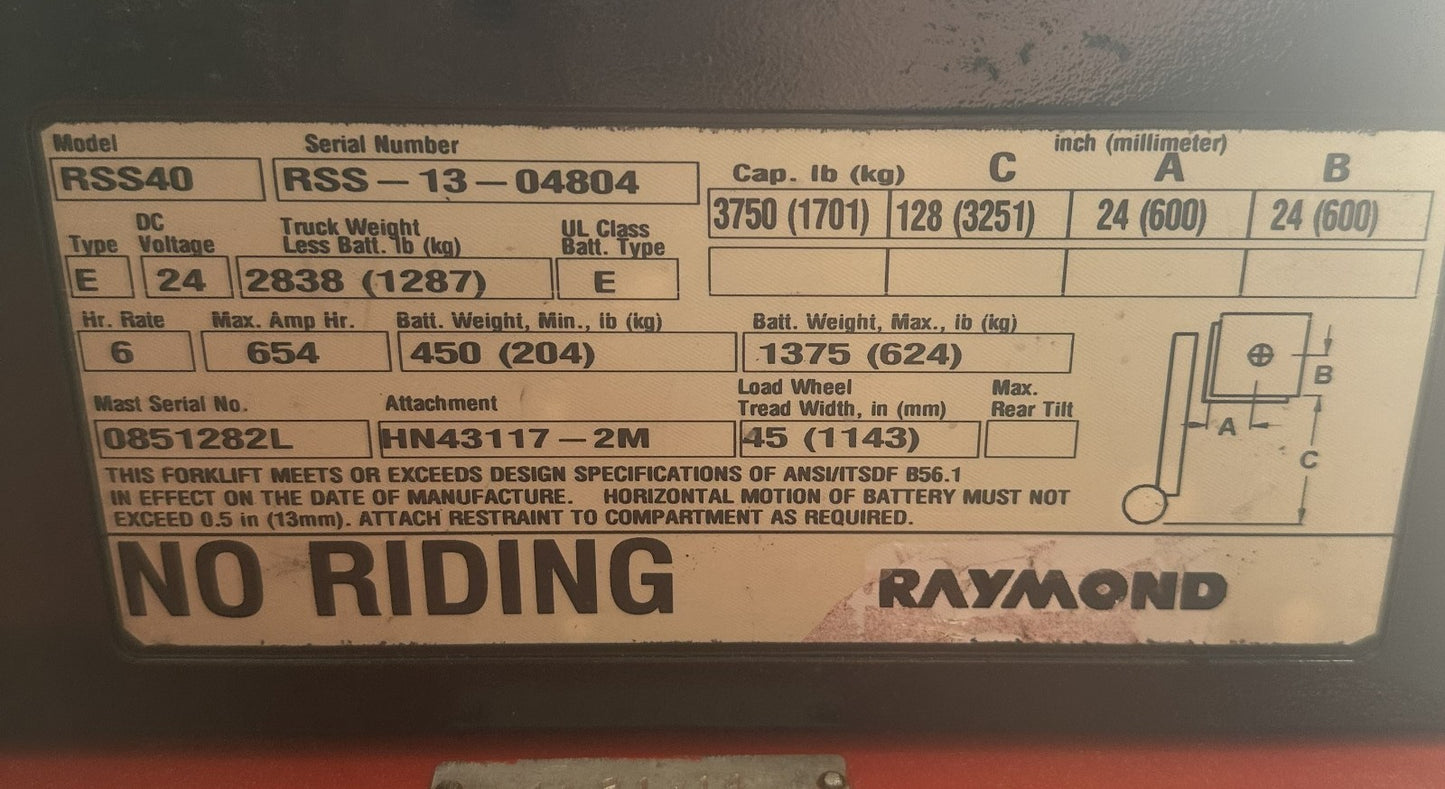 Model Serial Number inch (millimeter)
Cap. lb (kg) C A B
RSS40 RSS-13-04804
3750 (1701) 128 (3251) 24 (600) 24 (600)
Type DC Voltage Truck Weight Less Batt. lb (kg) UL Class Batt. Type
E 24 2838 (1287) E
Hr. Rate Max. Amp Hr. Batt. Weight, Min., ib (kg) Batt. Weight, Max., ib (kg)
6 654 450 (204) 1375 (624)
Mast Serial No. Attachment Load Wheel Tread Width, in (mm) Max. Rear Tilt
0851282L HN43117-2M 45 (1143)
B
A
C
THIS FORKLIFT MEETS OR EXCEEDS DESIGN SPECIFICATIONS OF ANSI/ITSDF B56.1
IN EFFECT ON THE DATE OF MANUFACTURE. HORIZONTAL MOTION OF BATTERY MUST NOT
EXCEED 0.5 in (13mm). ATTACH RESTRAINT TO COMPARTMENT AS REQUIRED.
NO RIDING RAYMOND